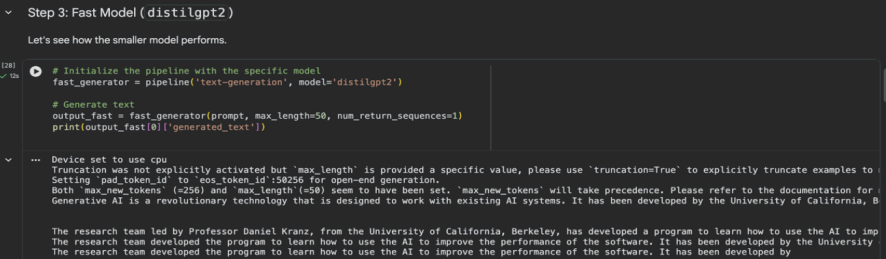 Step 3: Fast Model (distilgpt2)
Let's see how the smaller model performs.
[20]
12s
# Initialize the pipeline with the specific model
fast_generator = pipeline('text-generation', model='distilgpt2')
# Generate text
output_fast = fast_generator(prompt, max_length=50, num_return_sequences=1)
print(output_fast[0]['generated_text'])
Device set to use cpu
Truncation was not explicitly activated but `max_length` is provided a specific value, please use `truncation=True` to explicitly truncate examples to
Setting `pad_token_id` to `eos_token_id`:50256 for open-end generation.
Both `max_new_tokens` (=256) and `max_length`(=50) seem to have been set. `max_new_tokens` will take precedence. Please refer to the documentation for
Generative AI is a revolutionary technology that is designed to work with existing AI systems. It has been developed by the University of California,
The research team led by Professor Daniel Kranz, from the University of California, Berkeley, has developed a program to learn how to use the AI to imp
The research team developed the program to learn how to use the AI to improve the performance of the software. It has been developed by the University
The research team developed the program to learn how to use the AI to improve the performance of the software. It has been developed by